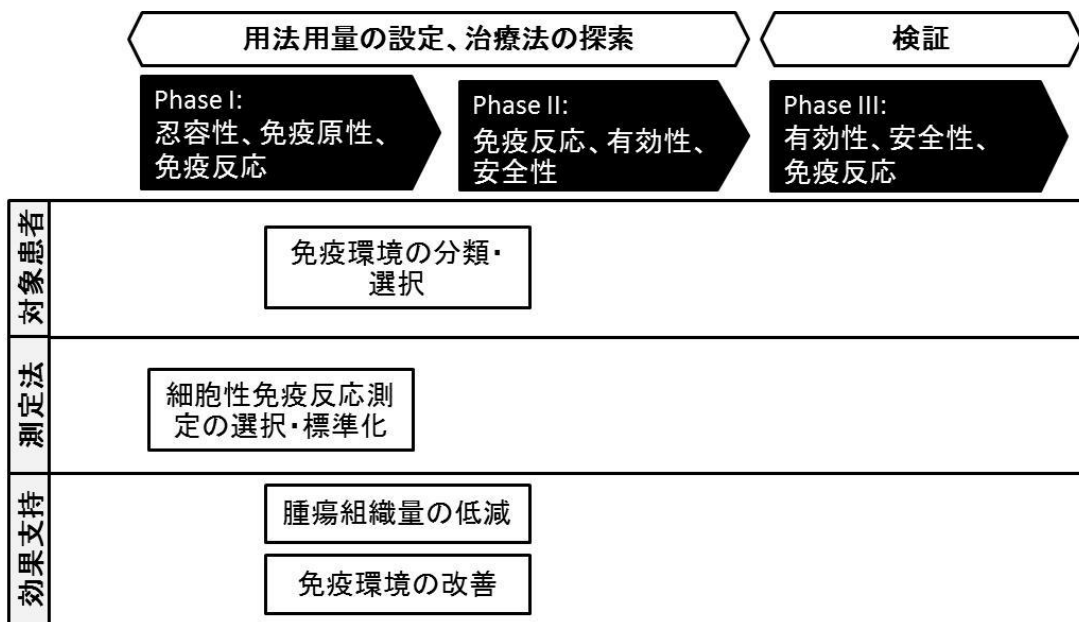 用法用量の設定、治療法の探索
検証
Phase I:
忍容性、免疫原性、
免疫反応
Phase II:
免疫反応、有効性、
安全性
Phase III:
有効性、安全性、
免疫反応
対象患者
免疫環境の分類・
選択
測定法
細胞性免疫反応測
定の選択・標準化
効果支持
腫瘍組織量の低減
免疫環境の改善